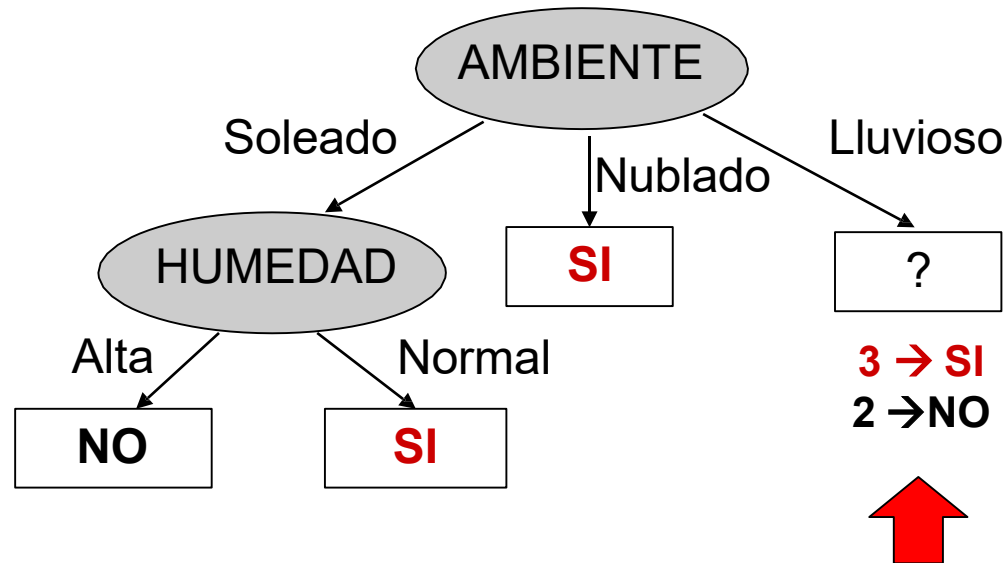 AMBIENTE
Soleado
Nublado
Lluvioso
HUMEDAD
SI
?
Alta
Normal
3 → SI
2 →NO
NO
SI